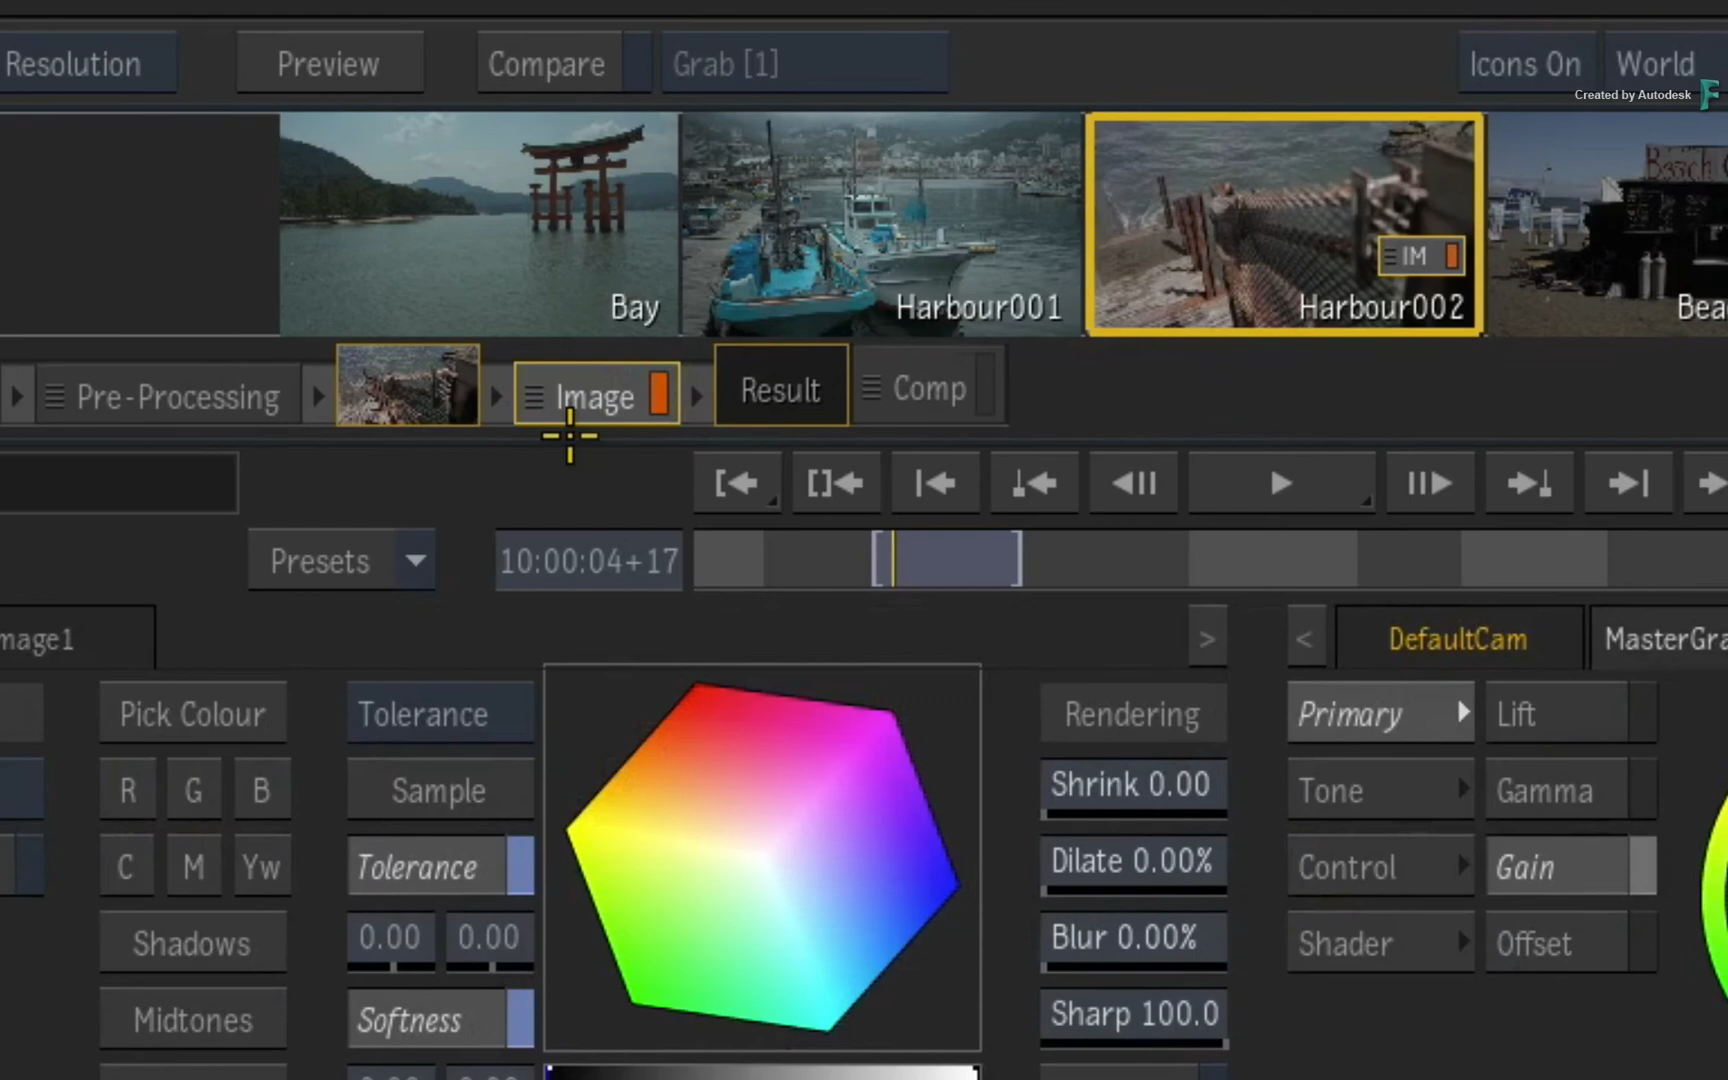 Resolution
Preview
Compare
Grab [1]
Icons On
World
Created by Autodesk
Bay
Harbour001
IM
Harbour002
Beach
Bea
Pre-Processing
Image
Result
Comp
Presets
10:00:04+17
mage1
>
<
DefaultCam
MasterGra
Pick Colour
Tolerance
Rendering
Primary
Lift
R
G
B
Sample
Shrink 0.00
Tone
Gamma
C
M
Yw
Tolerance
Dilate 0.00%
Control
Gain
Shadows
0.00
0.00
Blur 0.00%
Shader
Offset
Midtones
Softness
Sharp 100.0